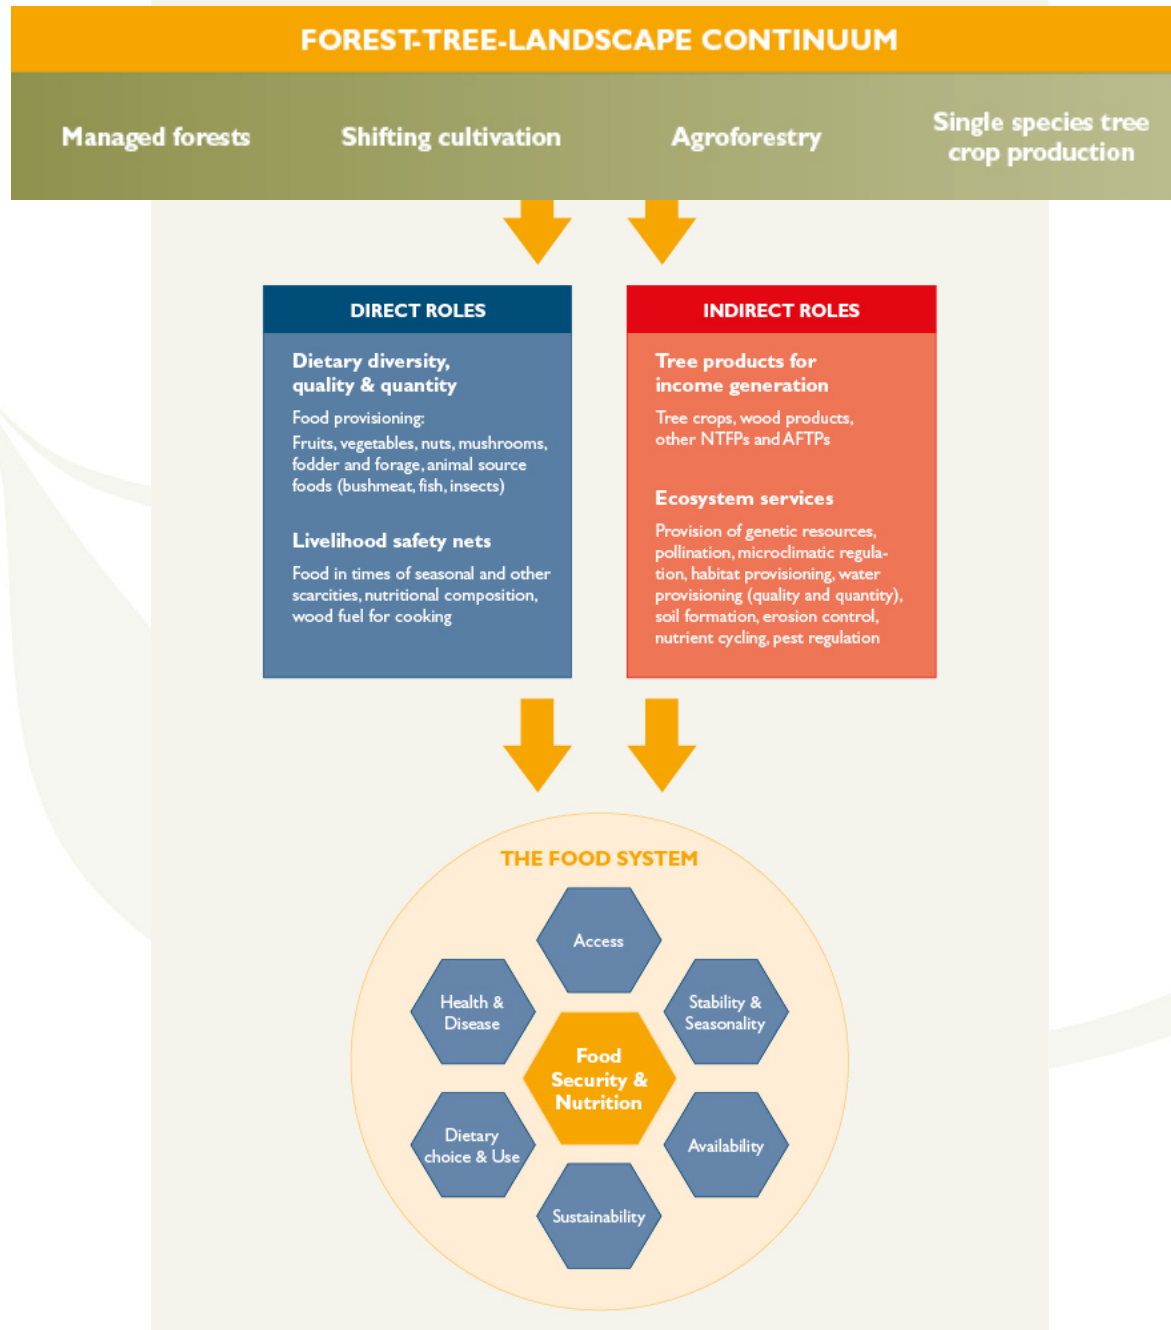 FOREST-TREE-LANDSCAPE CONTINUUM
Managed forests
Shifting cultivation
Agroforestry
Single species tree
crop production
DIRECT ROLES
Dietary diversity,
quality & quantity
Food provisioning:
Fruits, vegetables, nuts, mushrooms,
fodder and forage, animal source
foods (bushmeat, fish, insects)
Livelihood safety nets
Food in times of seasonal and other
scarcities, nutritional composition,
wood fuel for cooking
INDIRECT ROLES
Tree products for
income generation
Tree crops, wood products,
other NTFPs and AFTPs
Ecosystem services
Provision of genetic resources,
pollination, microclimatic regula-
tion, habitat provisioning, water
provisioning (quality and quantity),
soil formation, erosion control,
nutrient cycling, pest regulation
THE FOOD SYSTEM
Access
Health &
Disease
Stability &
Seasonality
Food
Security &
Nutrition
Dietary
choice & Use
Availability
Sustainability